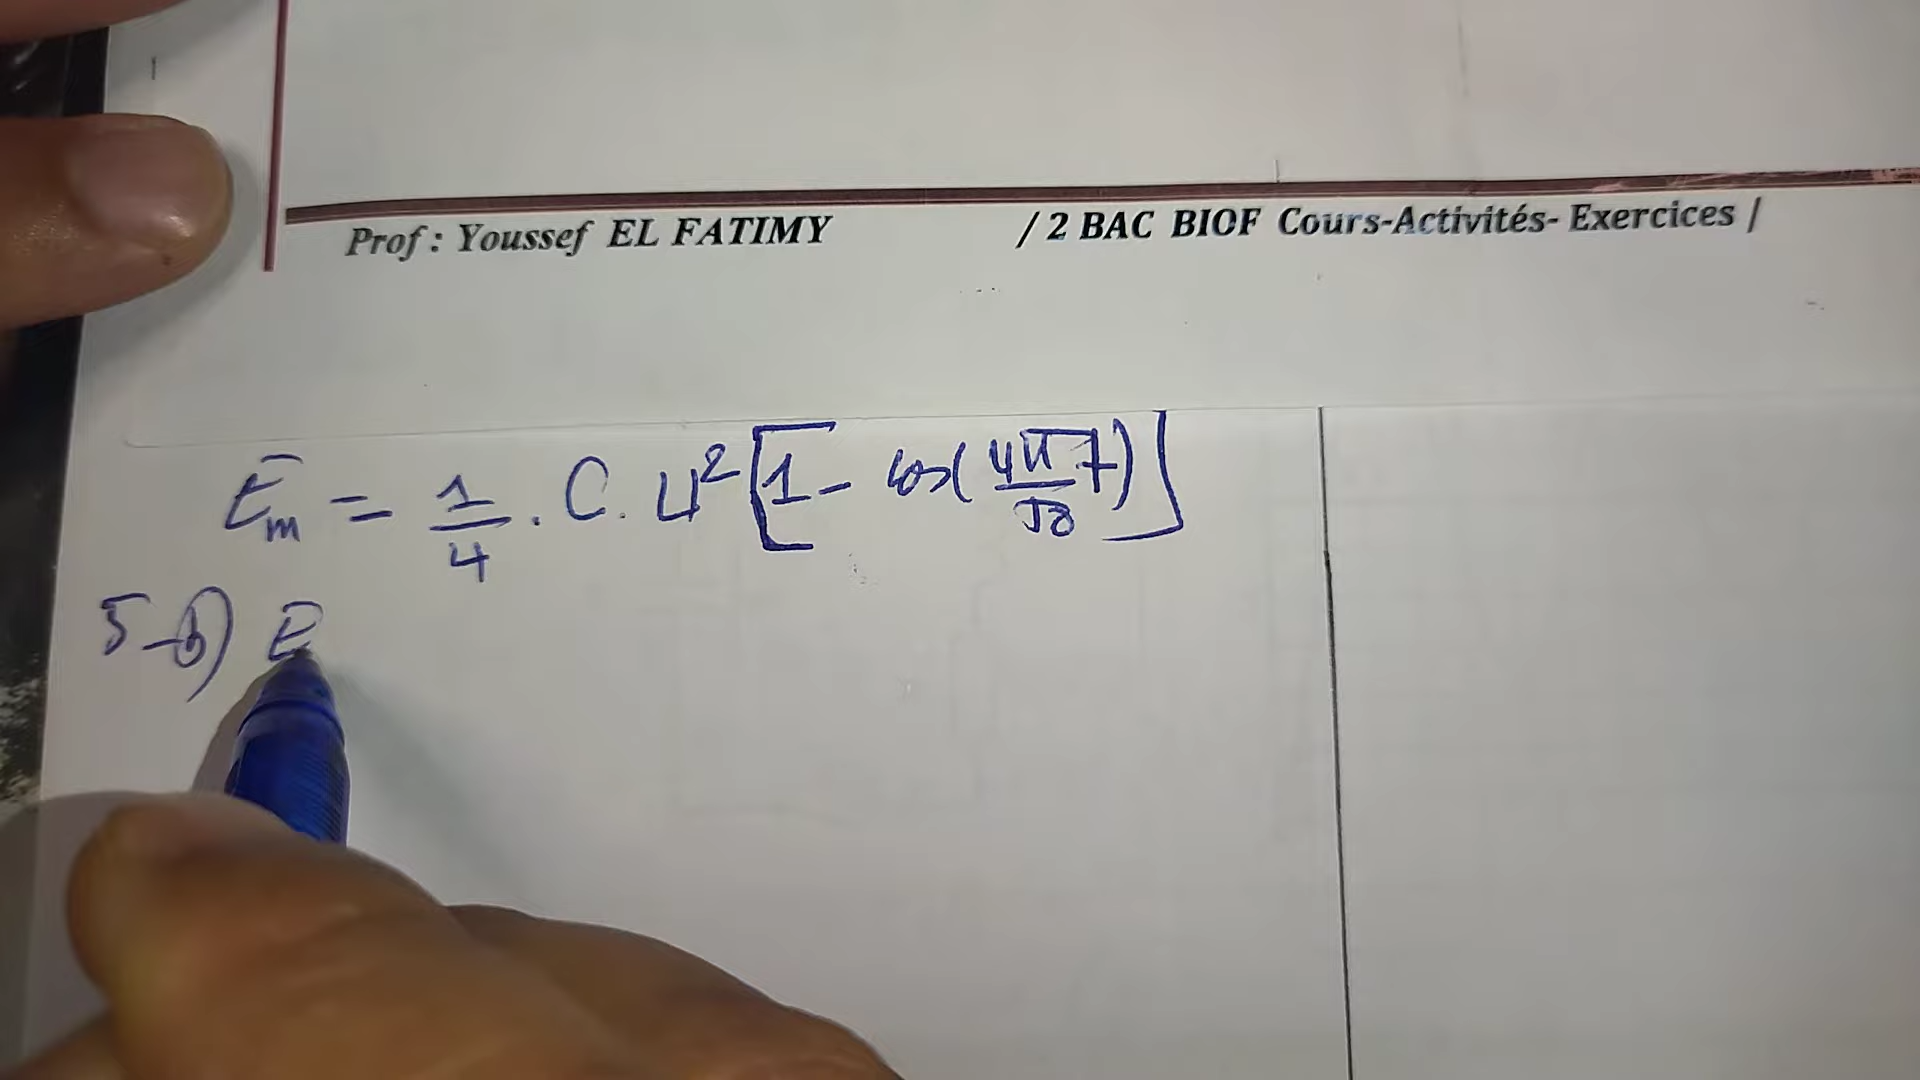 Prof : Youssef EL FATIMY / 2 BAC BIOF Cours-Activités- Exercices /
Em = 1/4 . C. U²[1 - cos(4π/T0 t)]
5-b) E